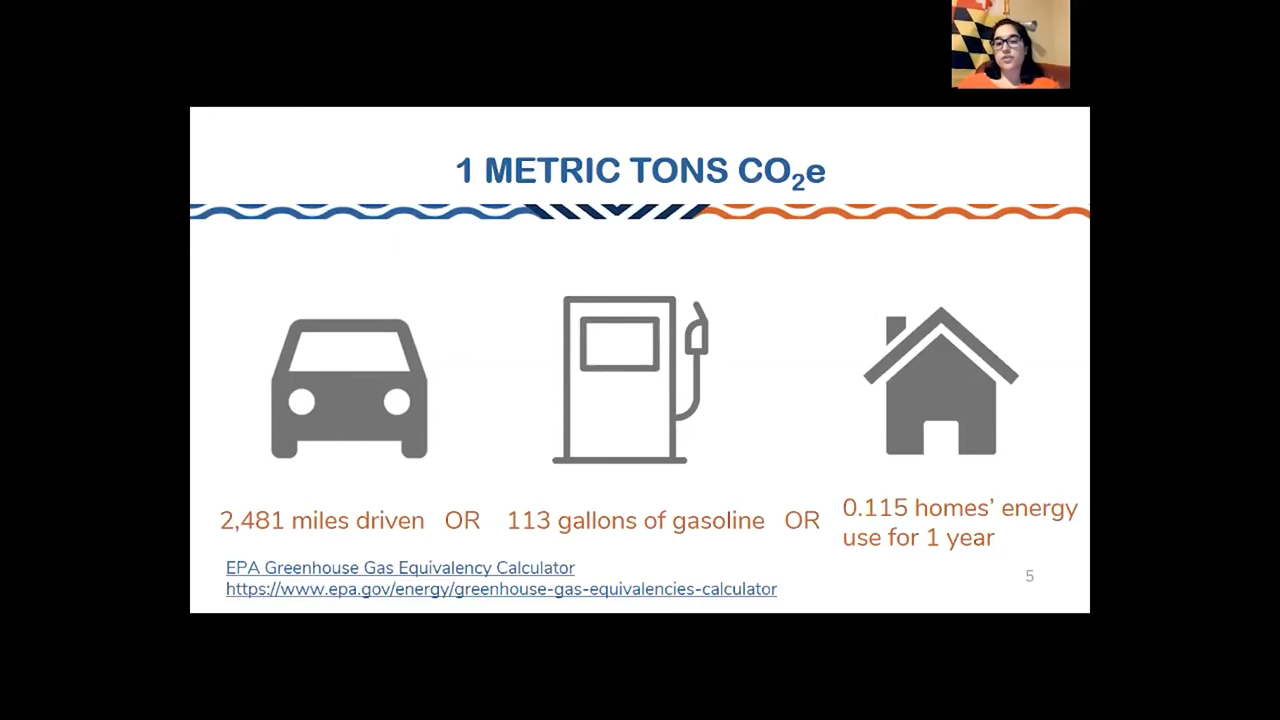 1 METRIC TONS CO₂e
2,481 miles driven OR 113 gallons of gasoline OR 0.115 homes’ energy
use for 1 year
EPA Greenhouse Gas Equivalency Calculator
https://www.epa.gov/energy/greenhouse-gas-equivalencies-calculator
5